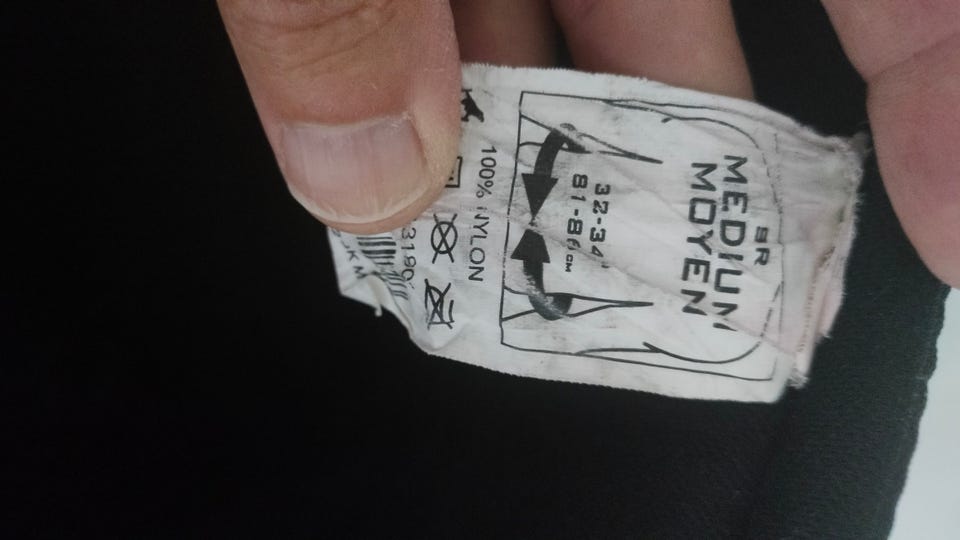 SR
MEDIUM
MOYEN
32-34"
81-86CM
100% NYLON